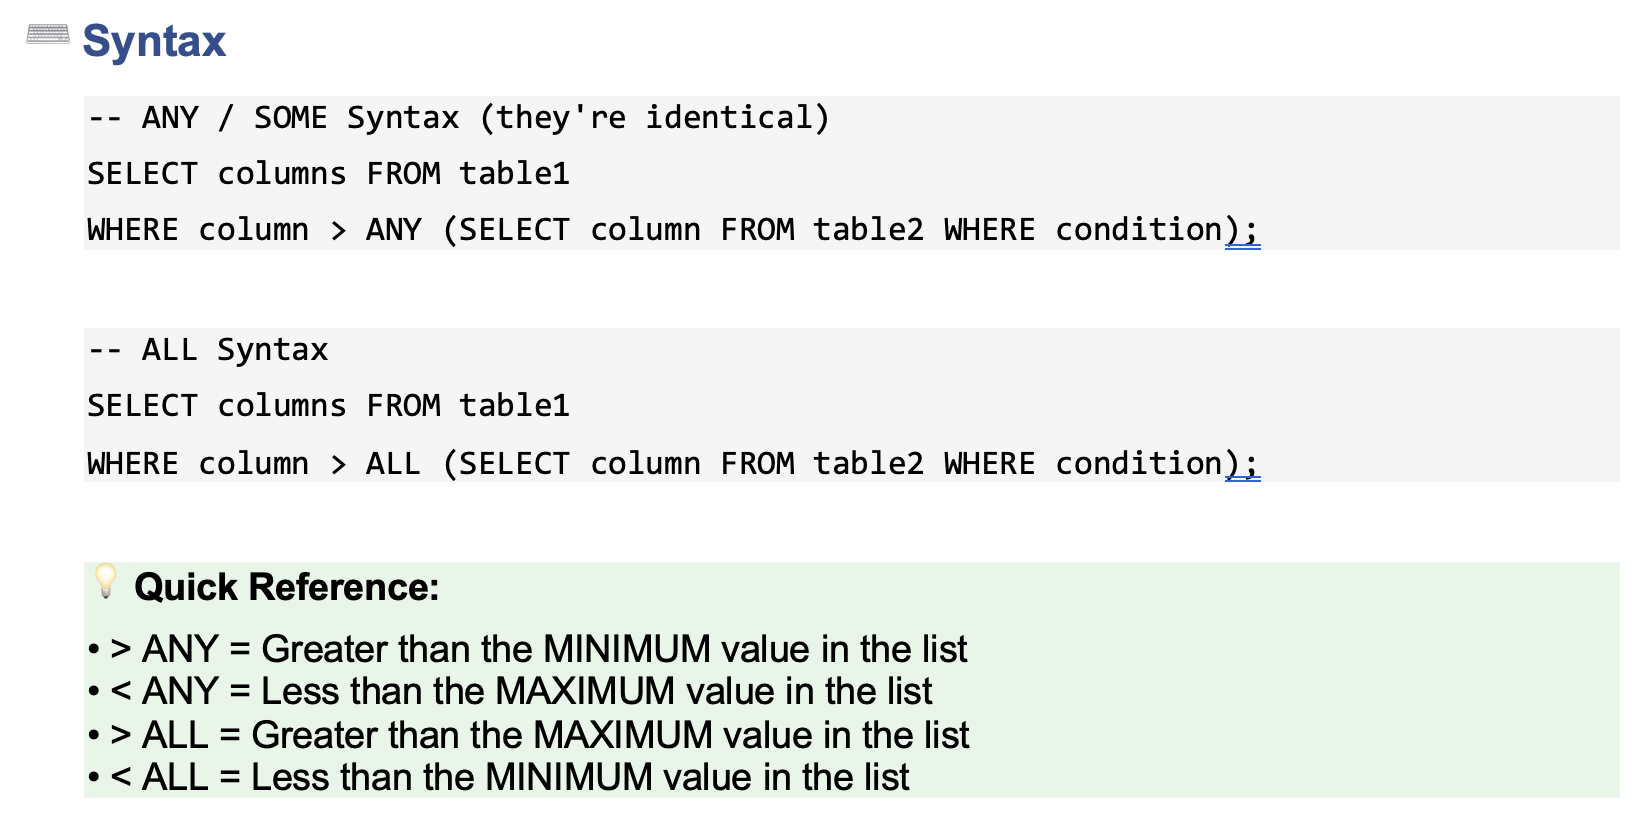 Syntax
-- ANY / SOME Syntax (they're identical)
SELECT columns FROM table1
WHERE column > ANY (SELECT column FROM table2 WHERE condition);
-- ALL Syntax
SELECT columns FROM table1
WHERE column > ALL (SELECT column FROM table2 WHERE condition);
Quick Reference:
• > ANY = Greater than the MINIMUM value in the list
• < ANY = Less than the MAXIMUM value in the list
• > ALL = Greater than the MAXIMUM value in the list
• < ALL = Less than the MINIMUM value in the list